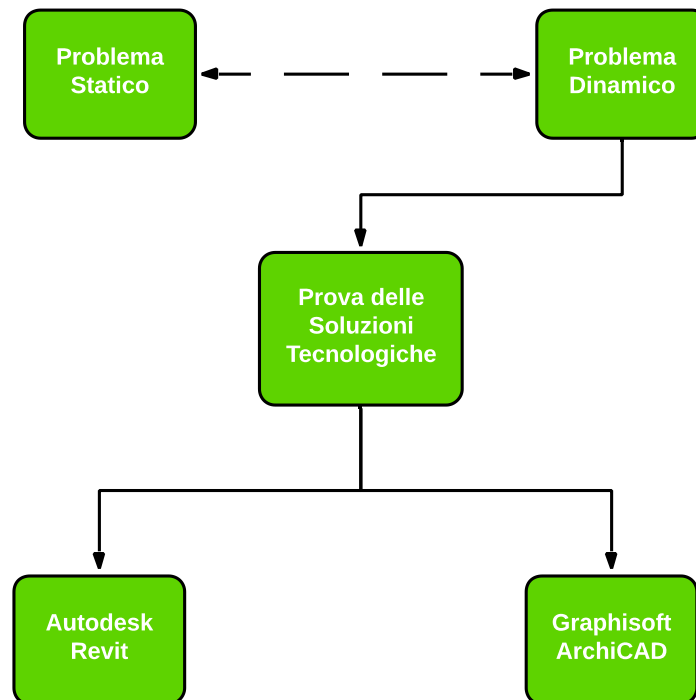 Problema
Statico
Problema
Dinamico
Prova delle
Soluzioni
Tecnologiche
Autodesk
Revit
Graphisoft
ArchiCAD